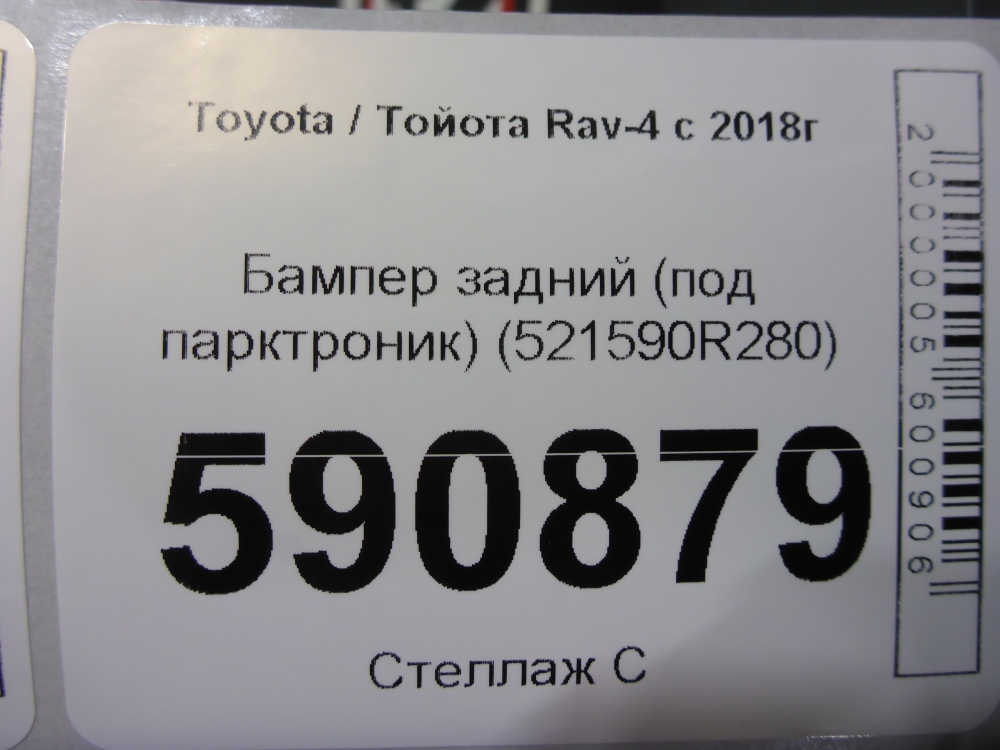 Toyota / Тойота Rav-4 с 2018г
Бампер задний (под
парктроник) (521590R280)
590879
Стеллаж С
2000005600906